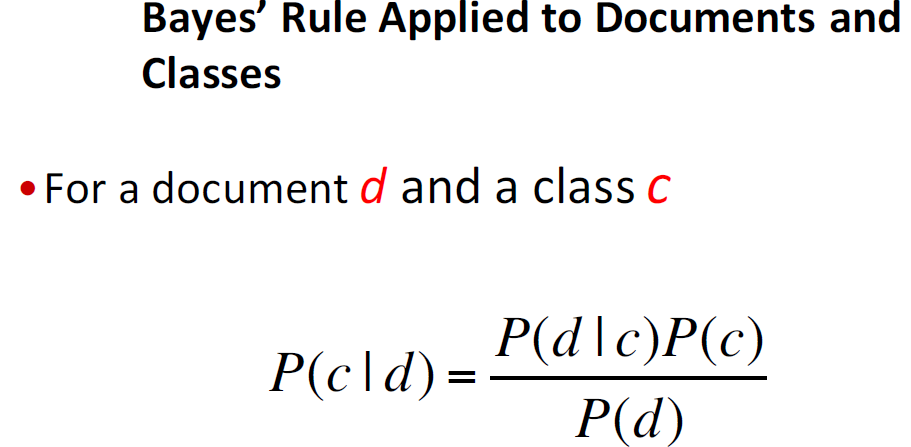 Bayes’ Rule Applied to Documents and
Classes
•For a document d and a class c
P(c | d) = P(d | c)P(c) / P(d)